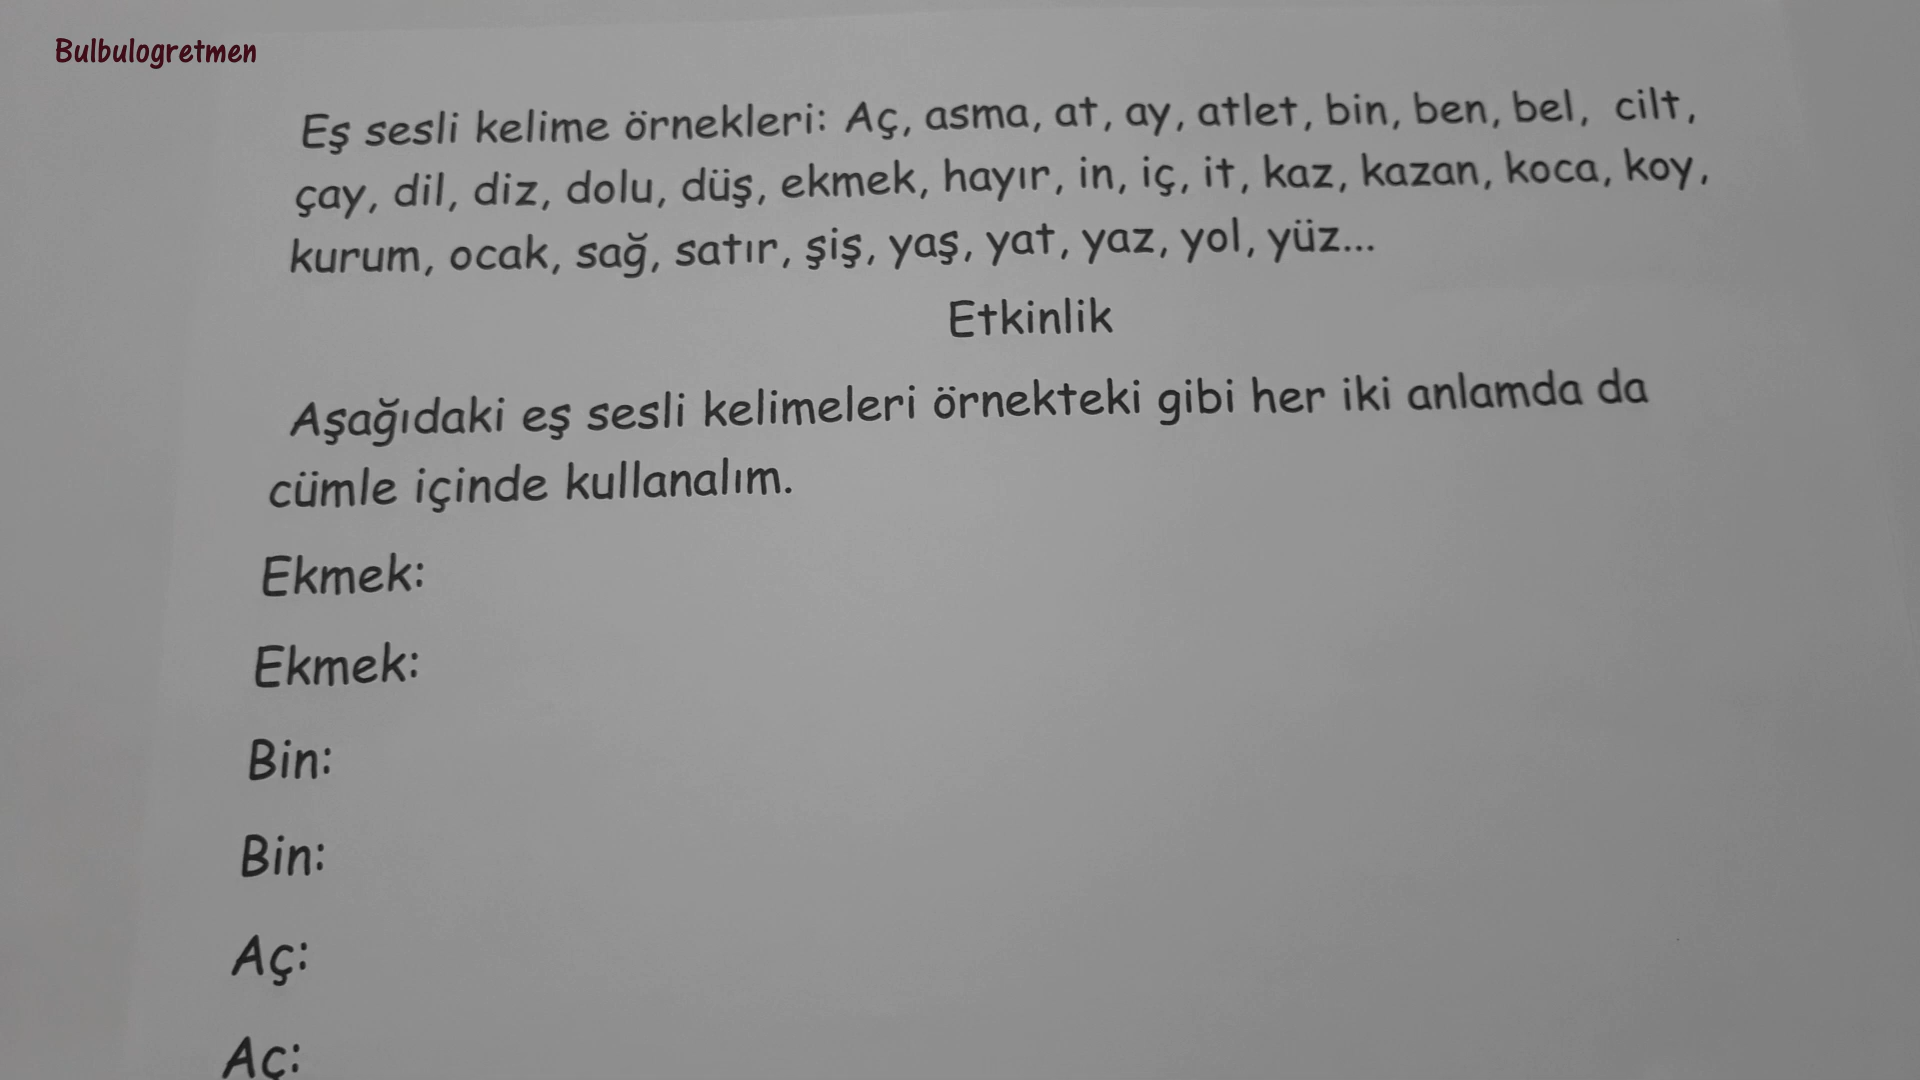 Bulbulogretmen
Eş sesli kelime örnekleri: Aç, asma, at, ay, atlet, bin, ben, bel, cilt,
çay, dil, diz, dolu, düş, ekmek, hayır, in, iç, it, kaz, kazan, koca, koy,
kurum, ocak, sağ, satır, şiş, yaş, yat, yaz, yol, yüz...
Etkinlik
Aşağıdaki eş sesli kelimeleri örnekteki gibi her iki anlamda da
cümle içinde kullanalım.
Ekmek:
Ekmek:
Bin:
Bin:
Aç:
Aç: